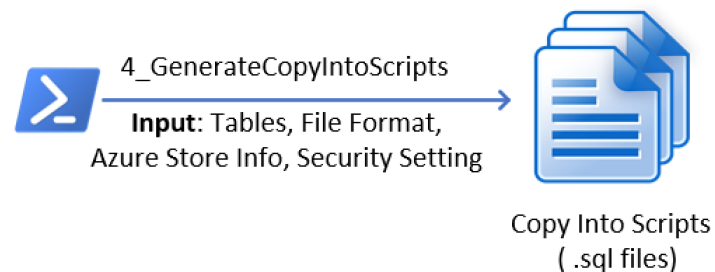 4_GenerateCopyIntoScripts
Input: Tables, File Format,
Azure Store Info, Security Setting
Copy Into Scripts
( .sql files)